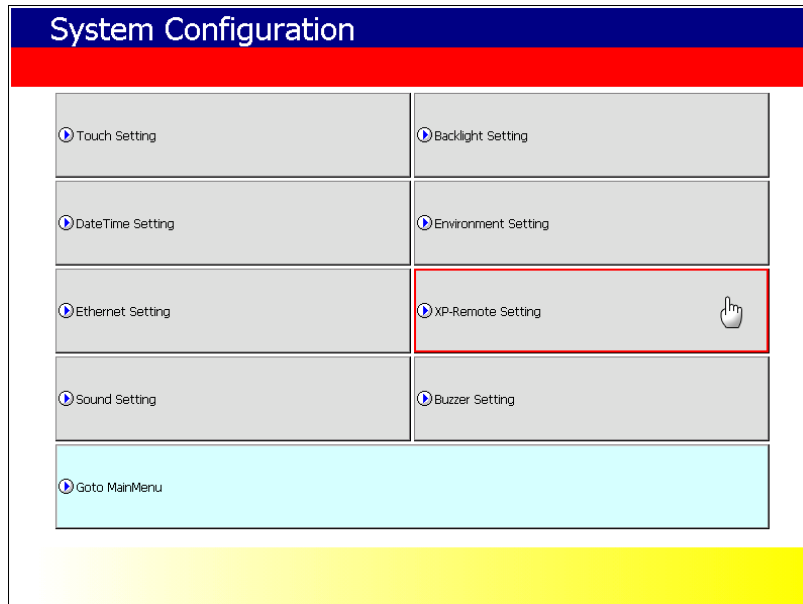 System Configuration
Touch Setting
Backlight Setting
DateTime Setting
Environment Setting
Ethernet Setting
XP-Remote Setting
Sound Setting
Buzzer Setting
Goto MainMenu